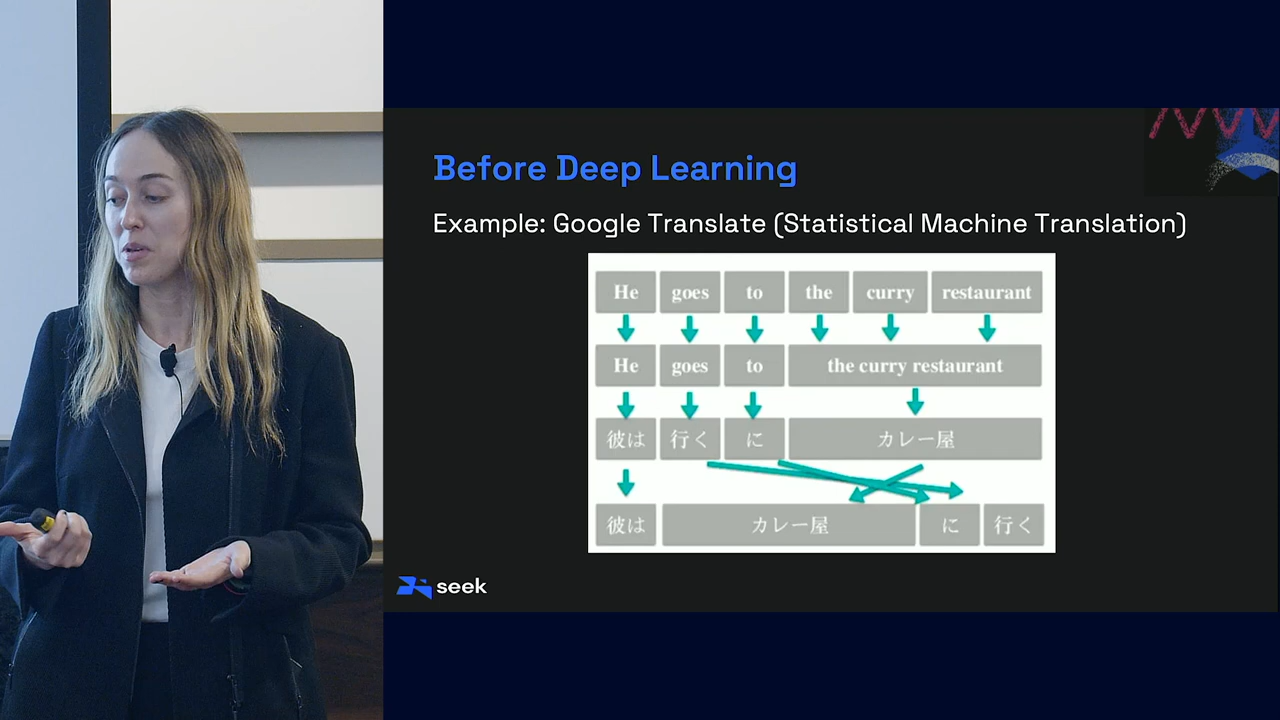 Before Deep Learning
Example: Google Translate (Statistical Machine Translation)
He goes to the curry restaurant
He goes to the curry restaurant
彼は 行く に カレー屋
彼は カレー屋 に 行く
seek